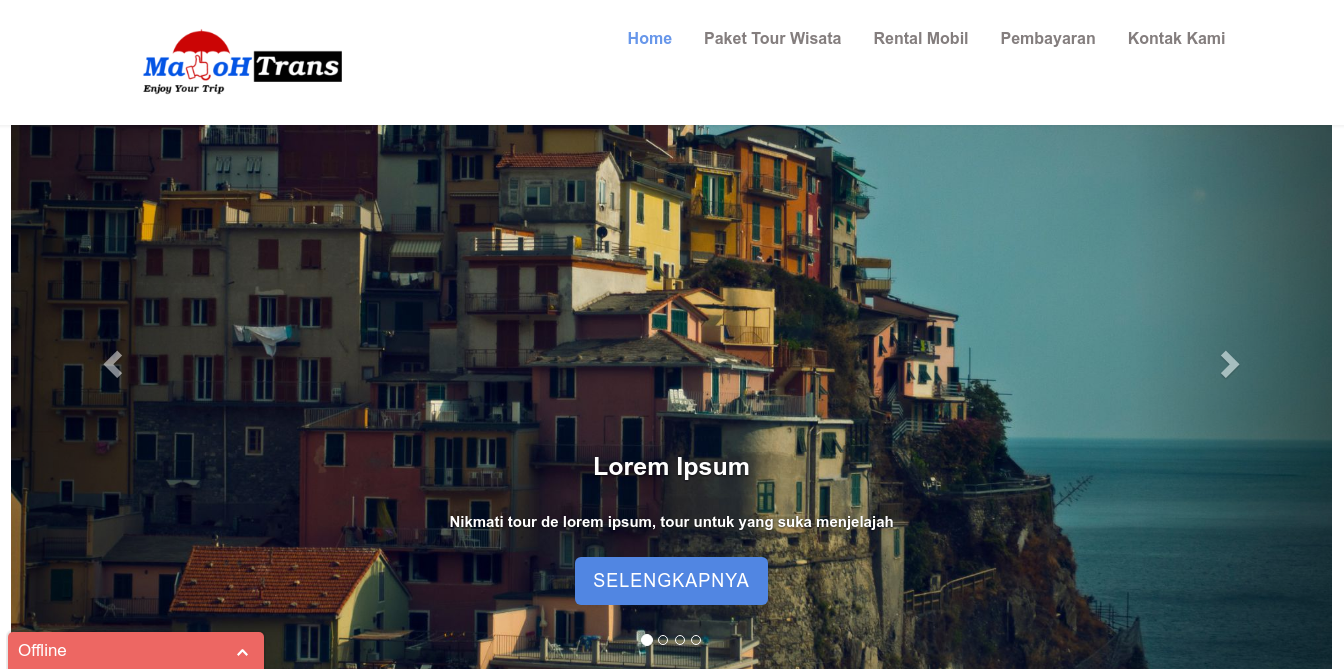 MaToH Trans
Enjoy Your Trip
Home
Paket Tour Wisata
Rental Mobil
Pembayaran
Kontak Kami
Lorem Ipsum
Nikmati tour de lorem ipsum, tour untuk yang suka menjelajah
SELENGKAPNYA
Offline